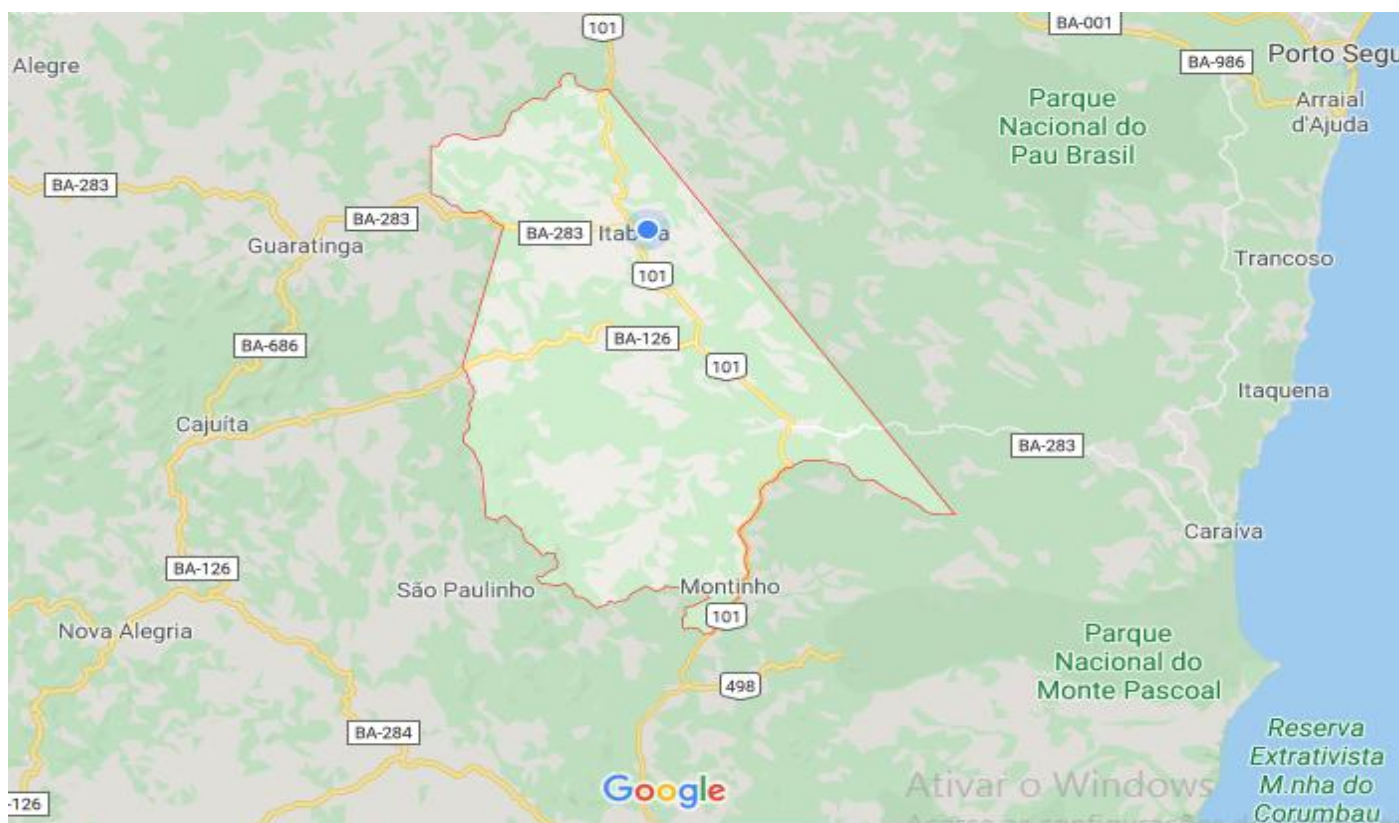 101
BA-001
Porto Segu
Alegre
BA-986
Parque
Nacional do
Pau Brasil
Arraial
d'Ajuda
BA-283
BA-283
Guaratinga
BA-283
101
Trancoso
BA-126
BA-686
101
Itaquena
Cajuíta
BA-283
Caraíva
BA-126
São Paulinho
Montinho
101
Nova Alegria
Parque
Nacional do
Monte Pascoal
498
BA-284
Reserva
Extrativista
M.nha do
Corumbau
Google
Ativar o Windows
-126